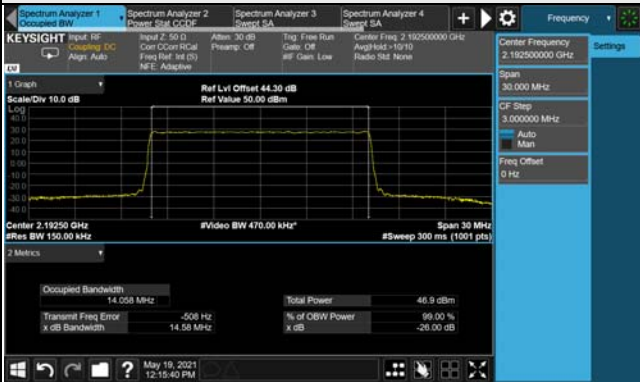 Spectrum Analyzer 1
Occupied BW
Spectrum Analyzer 2
Power Stat CCDF
Spectrum Analyzer 3
Swept SA
Spectrum Analyzer 4
Swept SA
Frequency
KEYSIGHT
Input: RF
Coupling: DC
Align: Auto
Input Z: 50 Ω
Corr CCorr RCal
Freq Ref: Int (S)
NFE: Adaptive
Atten: 30 dB
Preamp: Off
Trig: Free Run
Gate: Off
#IF Gain: Low
Center Freq: 2.192500000 GHz
Avg|Hold:>10/10
Radio Std: None
Center Frequency
2.192500000 GHz
Settings
Span
30.000 MHz
CF Step
3.000000 MHz
Auto
Man
Freq Offset
0 Hz
1 Graph
Scale/Div 10.0 dB
Ref Lvl Offset 44.30 dB
Ref Value 50.00 dBm
Log
40.0
30.0
20.0
10.0
0.00
-10.0
-20.0
-30.0
-40.0
Center 2.19250 GHz
#Res BW 150.00 kHz
#Video BW 470.00 kHz*
Span 30 MHz
#Sweep 300 ms (1001 pts)
2 Metrics
Occupied Bandwidth
14.058 MHz
Total Power 46.9 dBm
Transmit Freq Error -508 Hz
% of OBW Power 99.00 %
x dB Bandwidth 14.58 MHz
x dB -26.00 dB
May 19, 2021
12:15:40 PM